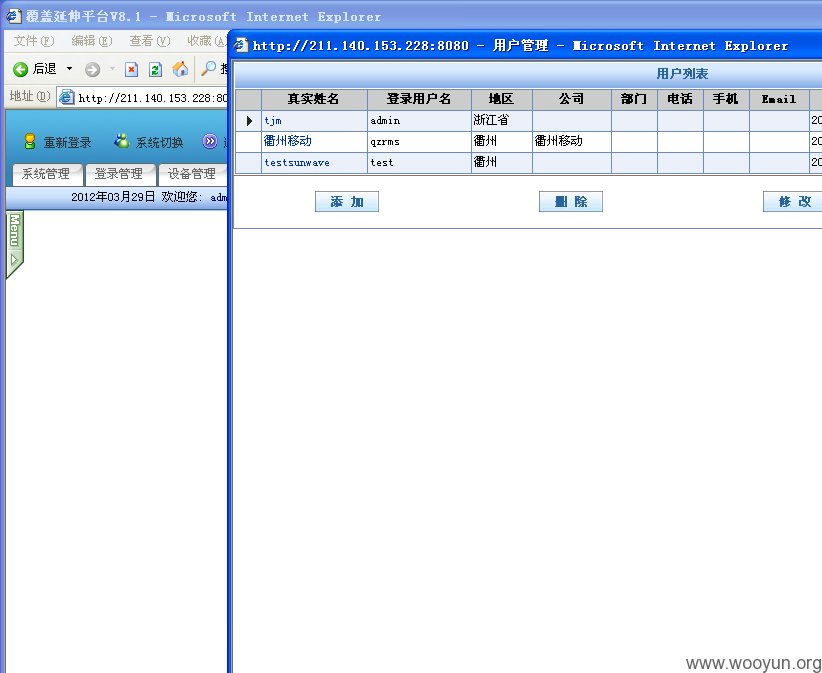 覆盖延伸平台V8.1 - Microsoft Internet Explorer
文件(F) 编辑(E) 查看(V) 收藏(A
http://211.140.153.228:8080 - 用户管理 - Microsoft Internet Explorer
后退
地址(D) http://211.140.153.228:80
重新登录 系统切换
系统管理 登录管理 设备管理
2012年03月29日 欢迎您: adm
Menu
用户列表
真实姓名 登录用户名 地区 公司 部门 电话 手机 Email
tjm admin 浙江省 20
衢州移动 qzrms 衢州 衢州移动 20
testsunwave test 衢州 20
添 加 删 除 修 改
www.wooyun.org